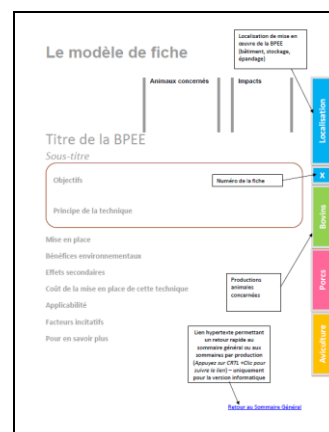 Localisation de mise en
œuvre de la BPEE
(bâtiment, stockage,
épandage)
Le modèle de fiche
Animaux concernés
Impacts
Localisation
Titre de la BPEE
Sous-titre
Objectifs
Numéro de la fiche
X
Principe de la technique
Bovins
Mise en place
Bénéfices environnementaux
Effets secondaires
Coût de la mise en place de cette technique
Applicabilité
Facteurs incitatifs
Pour en savoir plus
Productions
animales
concernées
Porcs
Lien hypertexte permettant
un retour rapide au
sommaire général ou aux
sommaires par production
(Appuyez sur CRTL +Clic pour
suivre le lien) – uniquement
pour la version informatique
Aviculture
Retour au Sommaire Général